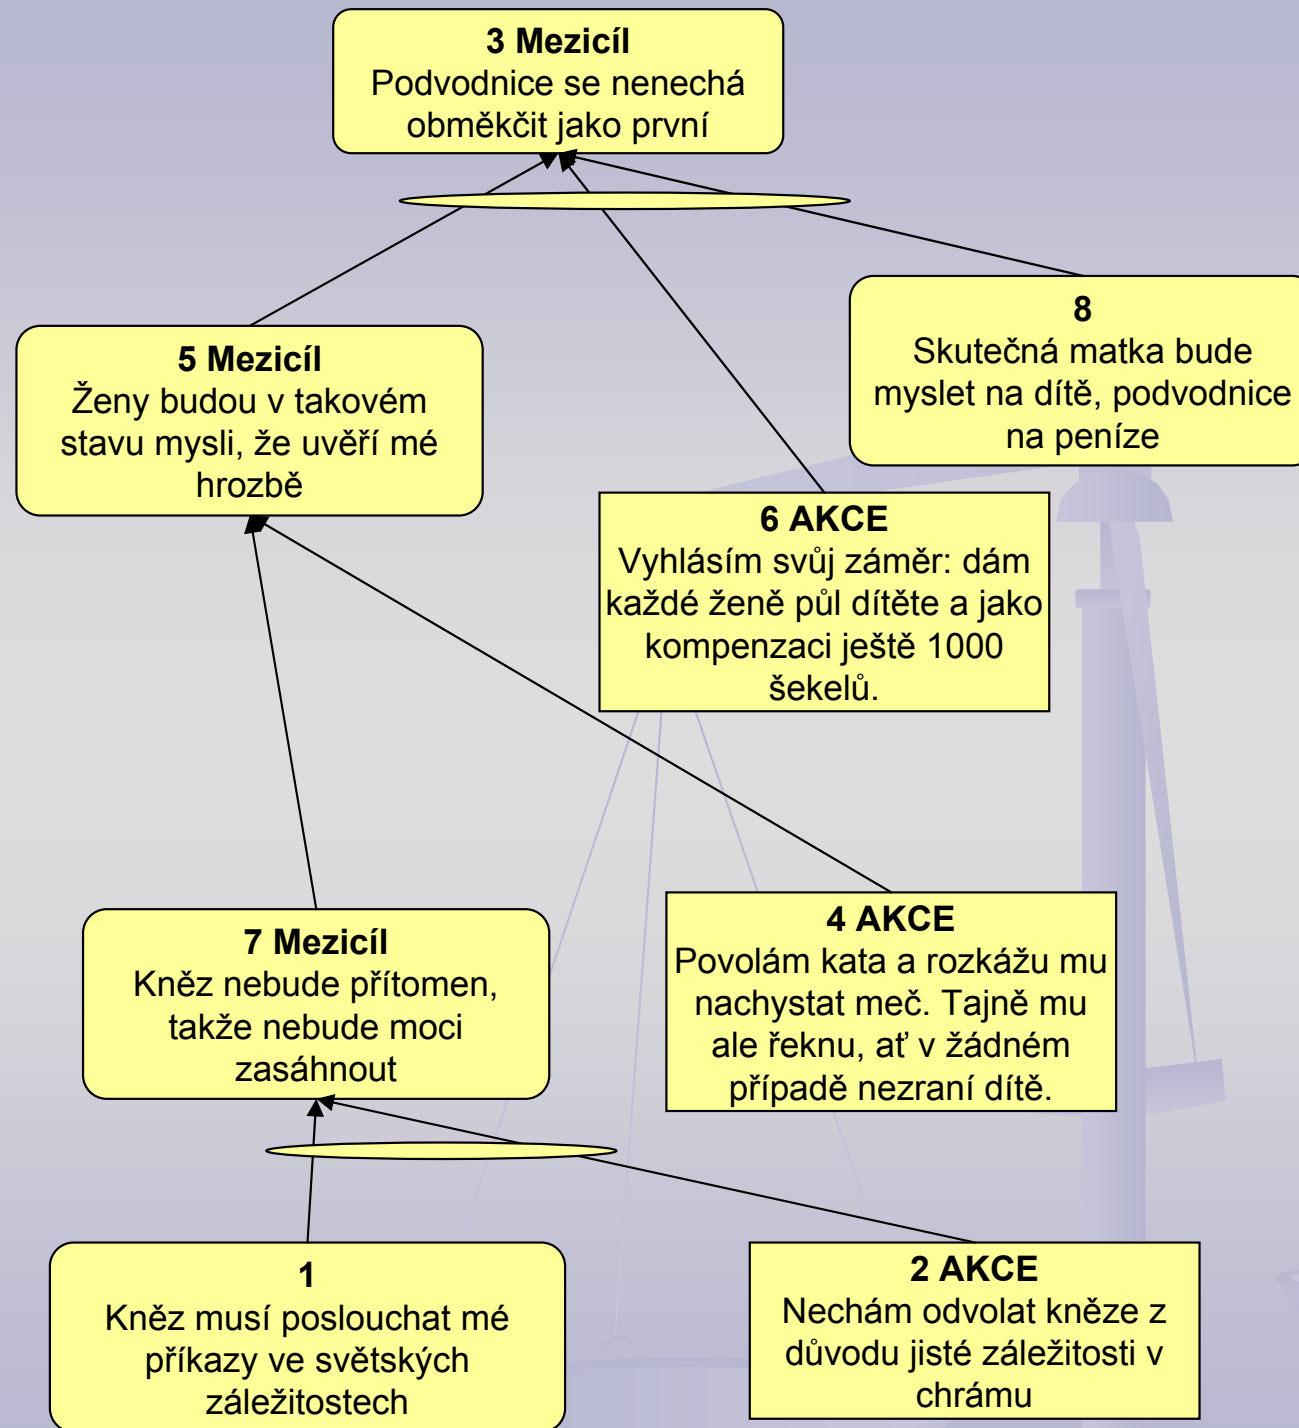 3 Mezicíl
Podvodnice se nenechá
obměkčit jako první
8
Skutečná matka bude
myslet na dítě, podvodnice
na peníze
5 Mezicíl
Ženy budou v takovém
stavu mysli, že uvěří mé
hrozbě
6 AKCE
Vyhlásím svůj záměr: dám
každé ženě půl dítěte a jako
kompenzaci ještě 1000
šekelů.
7 Mezicíl
Kněz nebude přítomen,
takže nebude moci
zasáhnout
4 AKCE
Povolám kata a rozkážu mu
nachystat meč. Tajně mu
ale řeknu, ať v žádném
případě nezraní dítě.
1
Kněz musí poslouchat mé
příkazy ve světských
záležitostech
2 AKCE
Nechám odvolat kněze z
důvodu jisté záležitosti v
chrámu